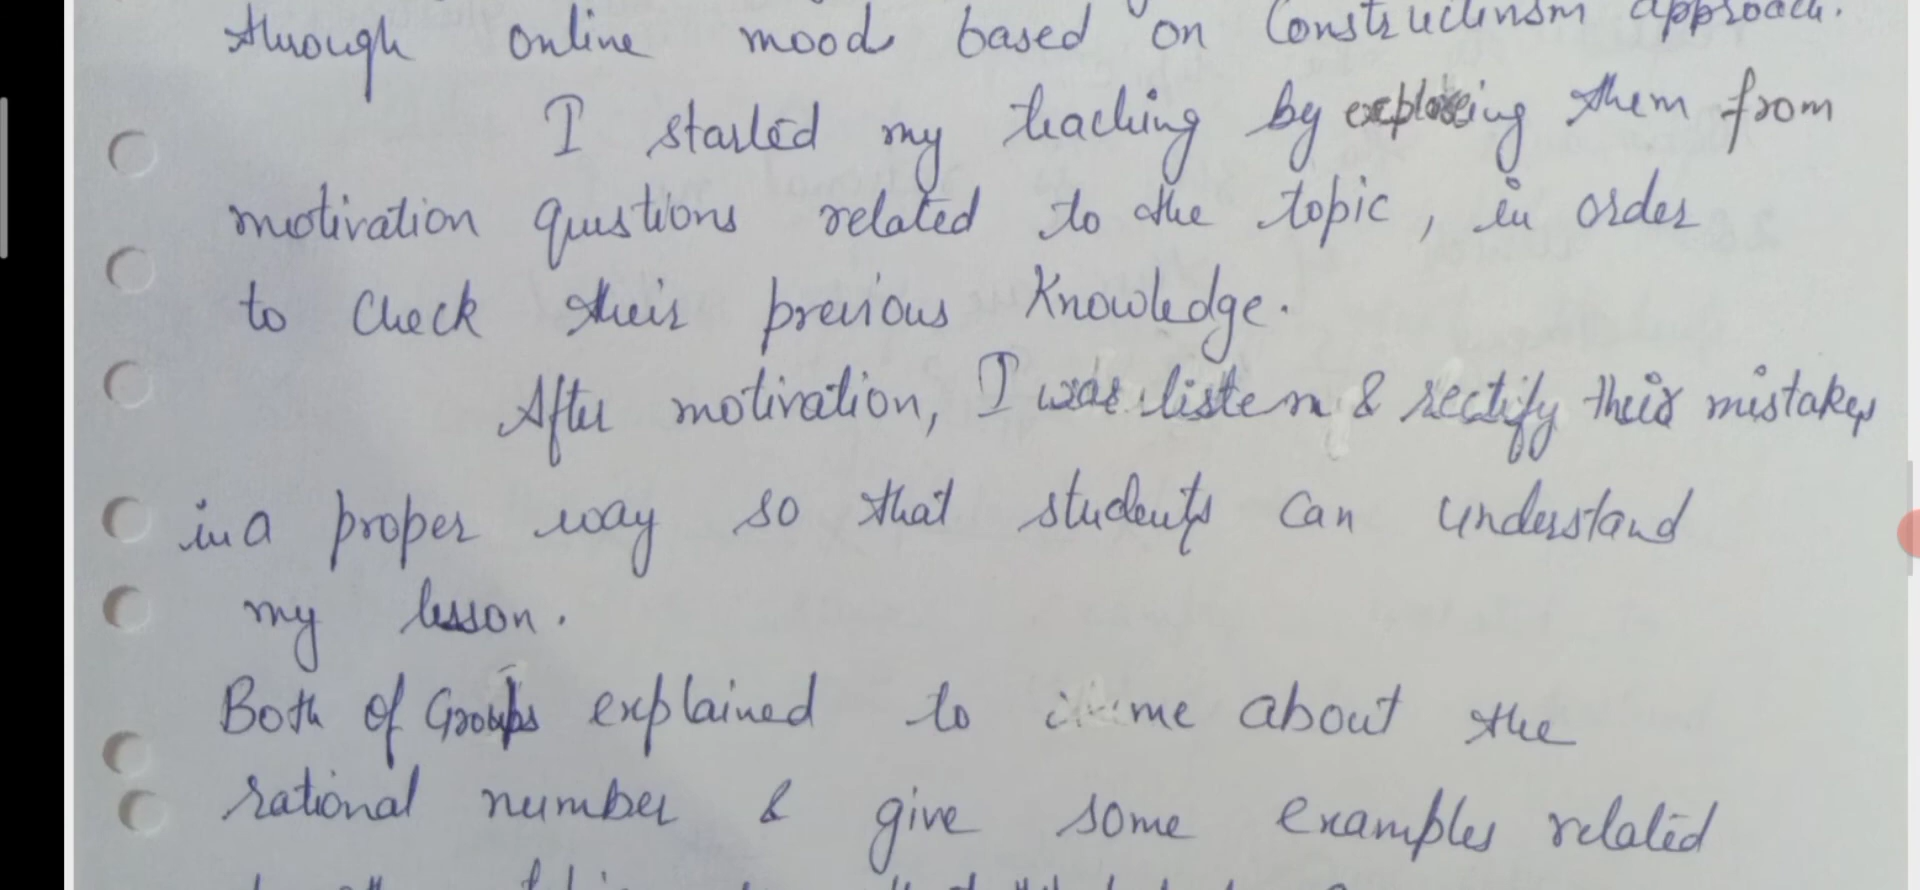 through online mood based on Constructivism approach.
I started my teaching by exploring them from
motivation questions related to the topic, in order
to check their previous Knowledge.
After motivation, I was listen & rectify their mistakes
in a proper way so that students can understand
my lesson.
Both of Groups explained to me about the
rational number & give some examples related